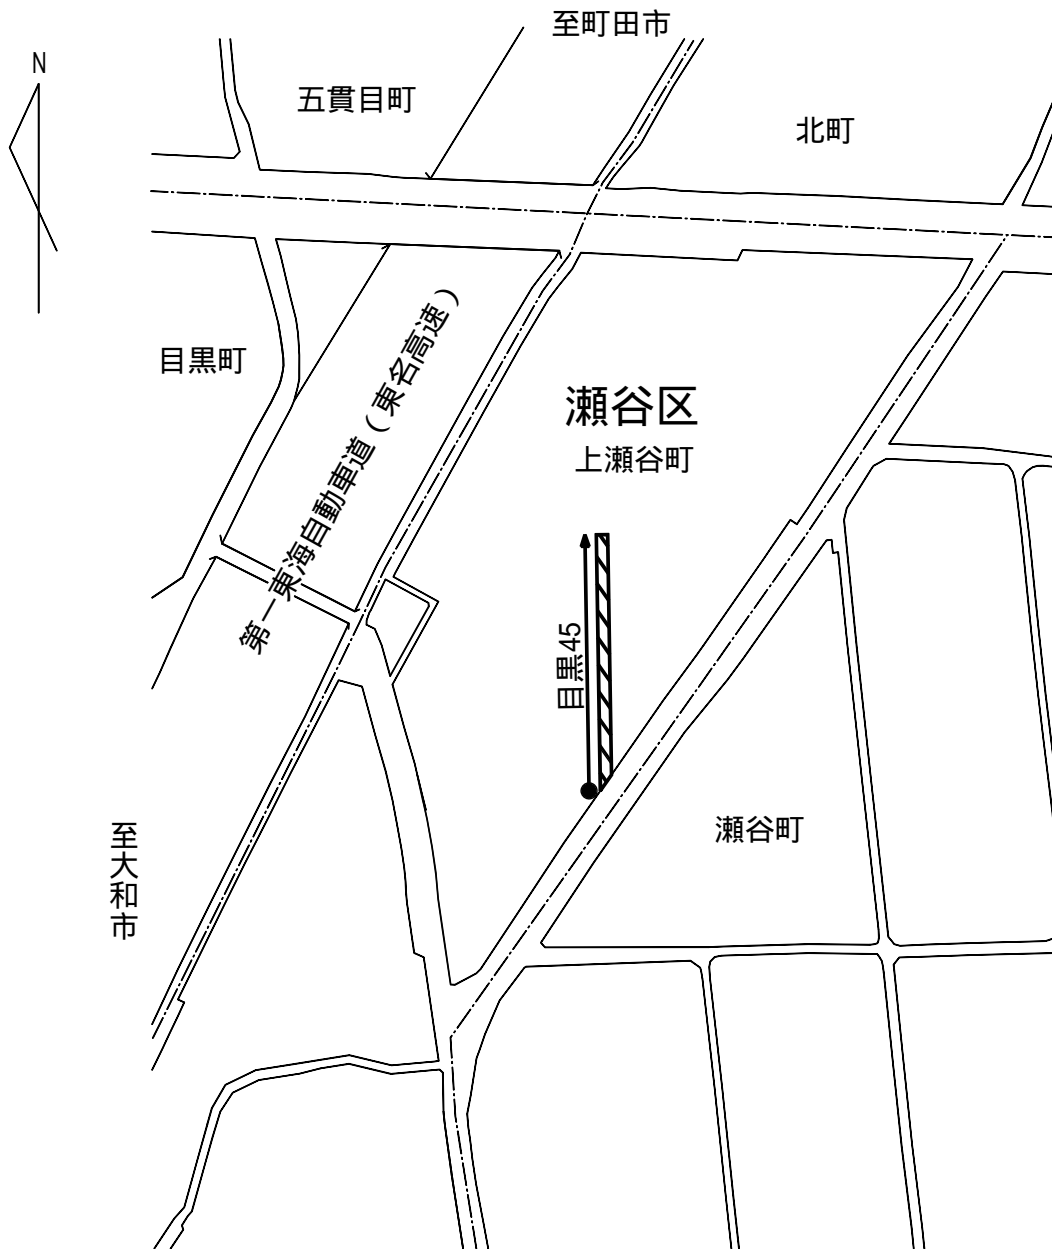 至町田市
N
五貫目町
北町
目黒町
第一東海自動車道（東名高速）
瀬谷区
上瀬谷町
目黒45
瀬谷町
至大和市